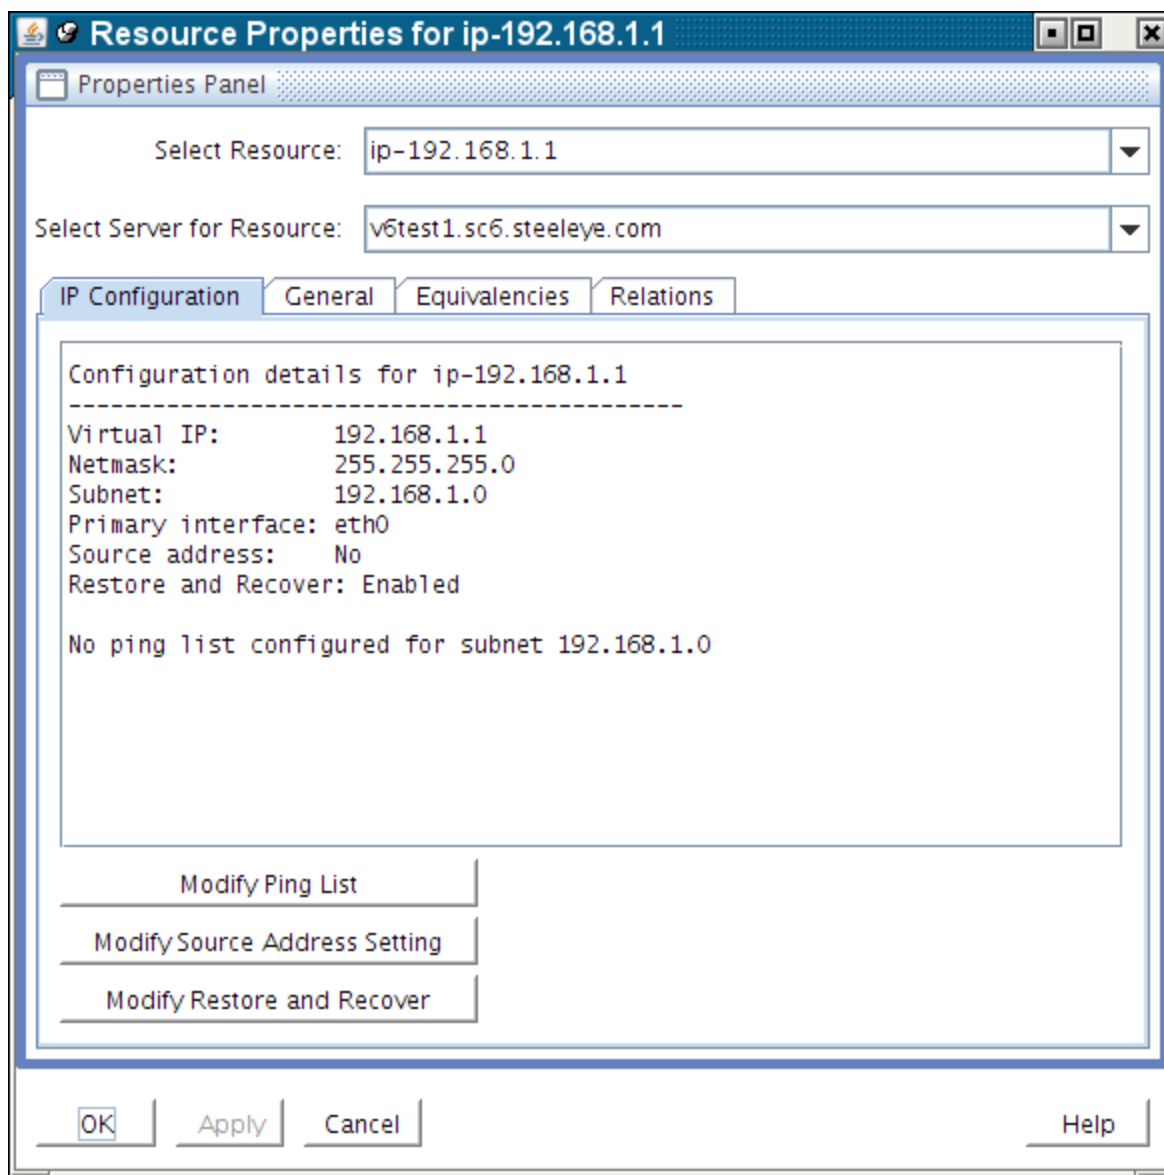 Resource Properties for ip-192.168.1.1
Properties Panel
Select Resource: ip-192.168.1.1
Select Server for Resource: v6test1.sc6.steeleye.com
IP Configuration General Equivalencies Relations
Configuration details for ip-192.168.1.1
--------------------------------------------
Virtual IP: 192.168.1.1
Netmask: 255.255.255.0
Subnet: 192.168.1.0
Primary interface: eth0
Source address: No
Restore and Recover: Enabled
No ping list configured for subnet 192.168.1.0
Modify Ping List
Modify Source Address Setting
Modify Restore and Recover
OK Apply Cancel Help